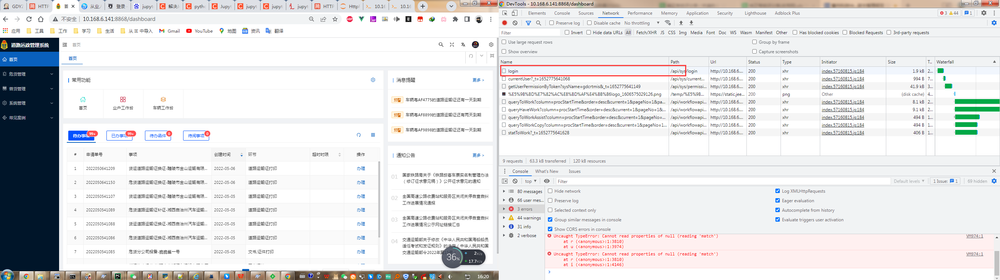 GDYZ
HTTP
首
从业
登录 -
jupyt
解决J
pytho
Jupyt
jupyt
jupyt
jupyt
HTTP
HttpF
10.16
10.16
不安全 | 10.168.6.141:8868/dashboard
应用 工具 工作 学习 生活 从 IE 中导入 Gmail YouTube 地图 资讯 翻译
道路运政管理系统
首页
危货管理
普货管理
系统管理
常见案例
首页
首页
常用功能
首页
业户工作台
车辆工作台
待办事项 99+
已办事项 99+
待办函件 0
待阅事项 0
# 申请单号 事项 创建时间 环节 超时时限 操作
1 2022050641209 货运道路运输证换证-醴陵市金山运输有限... 2022-05-06 道路运输证打印 办理
2 2022050641150 危货道路运输证换证-醴陵市金山运输有限... 2022-05-06 道路运输证打印 办理
3 2022050541107 货运道路运输证换证-醴陵市金山运输有限... 2022-05-05 道路运输证打印 办理
4 2022050541089 危货道路运输证补证-湘西自治州汽车运输... 2022-05-05 道路运输证打印 办理
5 2022050541088 货运道路运输证换证-湘西自治州汽车运输... 2022-05-05 道路运输证打印 办理
6 2022050541086 危货道路运输证换证-湘西自治州汽车运输... 2022-05-05 道路运输证打印 办理
7 2022050541085 危货分公司报备-脆脆鲨一号 2022-05-05 文书,证件打印 办理
消息提醒 更多 >
预警 车辆粤AF4775的道路运输证还有一天到期
预警 车辆粤AF8899的道路运输证还有两天到期
预警 车辆粤AF9898的道路运输证还有一天到期
通知公告 更多 >
01 国家铁路局关于《铁路旅客车票实名制管理办法
（修订征求意见稿）》公开征求意见的通知
02 全国高速公路收费站和服务区关闭关停自查自纠
工作进展情况通报
03 全国高速公路收费站和服务区关闭关停自查自纠
工作进展情况公示网址链接汇总
04 交通运输部关于修改《中华人民共和国海船船员
适任考试和发证规则》的决定（中华人民共和国
交通运输部令2022年第15号）
36%
2K/s
17.7K/s
16:20
DevTools - 10.168.6.141:8868/dashboard
Elements Console Sources Network Performance Memory Application Security Lighthouse Adblock Plus 3 44 1
Preserve log Disable cache No throttling
Filter Invert Hide data URLs All Fetch/XHR JS CSS Img Media Font Doc WS Wasm Manifest Other Has blocked cookies Blocked Requests 3rd-party requests
Use large request rows Group by frame
Show overview Capture screenshots
Name Path Url Status Type Initiator Size T.. Waterfall
login /api/sys/login http://10.168.6.... 200 xhr index.57160815.js:184 1.9 kB 2...
currentUser?_t=1652775641068 /api/sys/current... http://10.168.6.... 200 xhr index.57160815.js:184 994 B 7...
getUserPermissionByToken?sysName=gdcrtmis&_t=1652775641149 /api/sys/permissi... http://10.168.6.... 200 xhr index.57160815.js:184 41.9 kB 3...
%E5%9B%BD%E7%82%AC%E8%BD%AF%E4%BB%B6logo_1606575029126.png /temp/%E5%9B... https://static.jee... 200 png Other (disk cache) 4...
queryToWork?column=procStartTime&order=desc&current=1&pageNo=1&pa... /api/workflowapi... http://10.168.6.... 200 xhr index.57160815.js:184 8.1 kB 2...
queryHaveWork?column=procStartTime&order=desc&current=1&pageNo=1&... /api/workflowapi... http://10.168.6.... 200 xhr index.57160815.js:184 9.1 kB 2...
queryToWorkAssist?column=procStartTime&order=desc&current=1&pageNo=... /api/workflowapi... http://10.168.6.... 200 xhr index.57160815.js:184 494 B 1...
queryToWorkCopy?column=procStartTime&order=desc&current=1&pageNo=1... /api/workflowapi... http://10.168.6.... 200 xhr index.57160815.js:184 494 B 1...
statToWork?_t=1652775641628 /api/workflowapi... http://10.168.6.... 200 xhr index.57160815.js:184 406 B 1...
9 requests 63.3 kB transferred 120 kB resources
Console What's New Issues
top Filter Default levels 1 Issue: 1 69 hidden
80 messages
66 user mes...
3 errors
44 warnings
31 info
2 verbose
Hide network Log XMLHttpRequests
Preserve log Eager evaluation
Selected context only Autocomplete from history
Group similar messages in console Evaluate triggers user activation
Show CORS errors in console
Uncaught TypeError: Cannot read properties of null (reading 'match') VM974:1
at r (<anonymous>:1:3810)
at u (<anonymous>:1:3974)
Uncaught TypeError: Cannot read properties of null (reading 'match') VM974:1
at r (<anonymous>:1:3810)
at i (<anonymous>:1:4146)